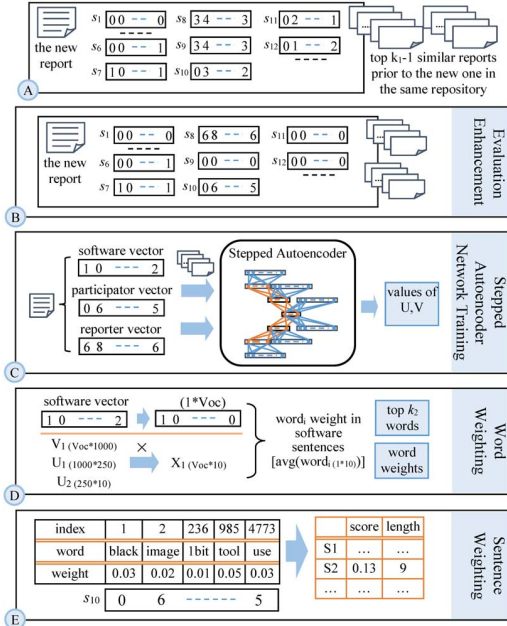 s1 0 0 -- 0 s8 3 4 -- 3 s11 0 2 -- 1
the new
report
s6 0 0 -- 1 s9 3 4 -- 3 s12 0 1 -- 2
s7 1 0 -- 1 s10 0 3 -- 2
top k1-1 similar reports
prior to the new one in
the same repository
A
s1 0 0 -- 0 s8 6 8 -- 6 s11 0 0 -- 0
the new
report
s6 0 0 -- 1 s9 0 0 -- 0 s12 0 0 -- 0
s7 1 0 -- 1 s10 0 6 -- 5
...
...
Evaluation
Enhancement
B
software vector
1 0 --- 2
participator vector
0 6 --- 5
reporter vector
6 8 --- 6
...
Stepped Autoencoder
values of
U,V
Stepped
Autoencoder
Network Training
C
software vector
1 0 ---- 2
(1*Voc)
1 0 ---- 0
V1 (Voc*1000)
U1 (1000*250)
U2 (250*10)
×
X1 (Voc*10)
wordi weight in
software
sentences
[avg(wordi (1*10))]
top k2
words
word
weights
Word
Weighting
D
index 1 2 236 985 4773
word black image 1bit tool use
weight 0.03 0.02 0.01 0.05 0.03
s10 0 6 ------ 5
score length
S1 ... ...
S2 0.13 9
... ... ...
Sentence
Weighting
E